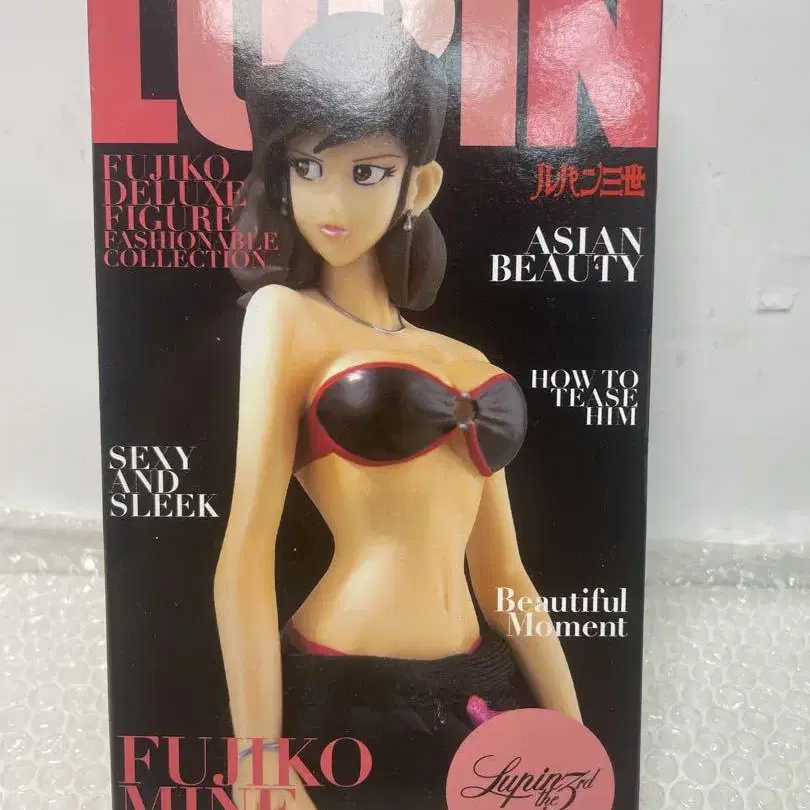 LUPIN
FUJIKO
DELUXE
FIGURE
FASHIONABLE
COLLECTION
ルパン三世
ASIAN
BEAUTY
HOW TO
TEASE
HIM
SEXY
AND
SLEEK
Beautiful
Moment
FUJIKO
MINE
Lupin
the 3rd